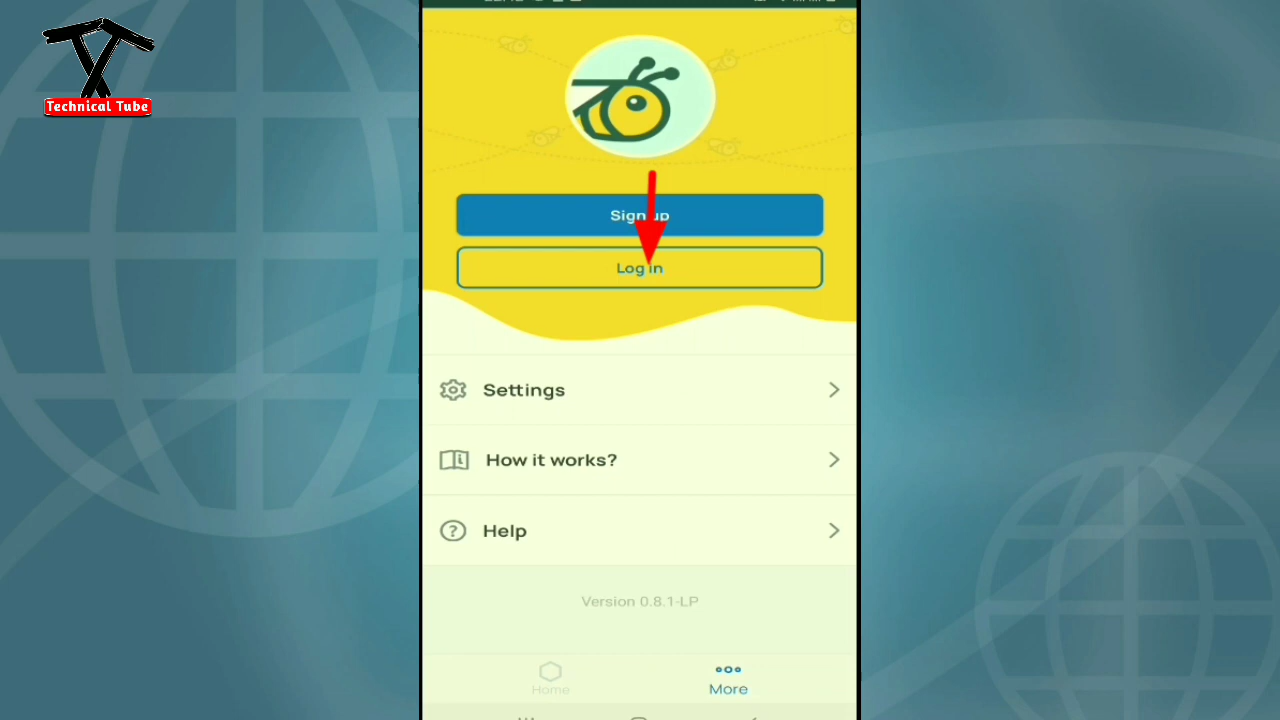 Technical Tube
Sign up
Log in
Settings
How it works?
Help
Version 0.8.1-LP
Home
More